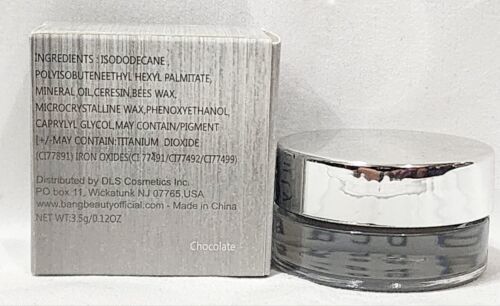 INGREDIENTS : ISODODECANE ,
POLYISOBUTENEETHYL HEXYL PALMITATE,
MINERAL OIL,CERESIN,BEES WAX,
MICROCRYSTALLINE WAX,PHENOXYETHANOL,
CAPRYLYL GLYCOL,MAY CONTAIN/PIGMENT
[+/-MAY CONTAIN:TITANIUM DIOXIDE
(CI77891) IRON OXIDES(CI 77491/CI77492/CI77499)
Distributed by DLS Cosmetics Inc.
PO box 11, Wickatunk NJ 07765.USA
www.bangbeautyofficial.com - Made in China
NET WT:3.5g/0.12OZ
Chocolate